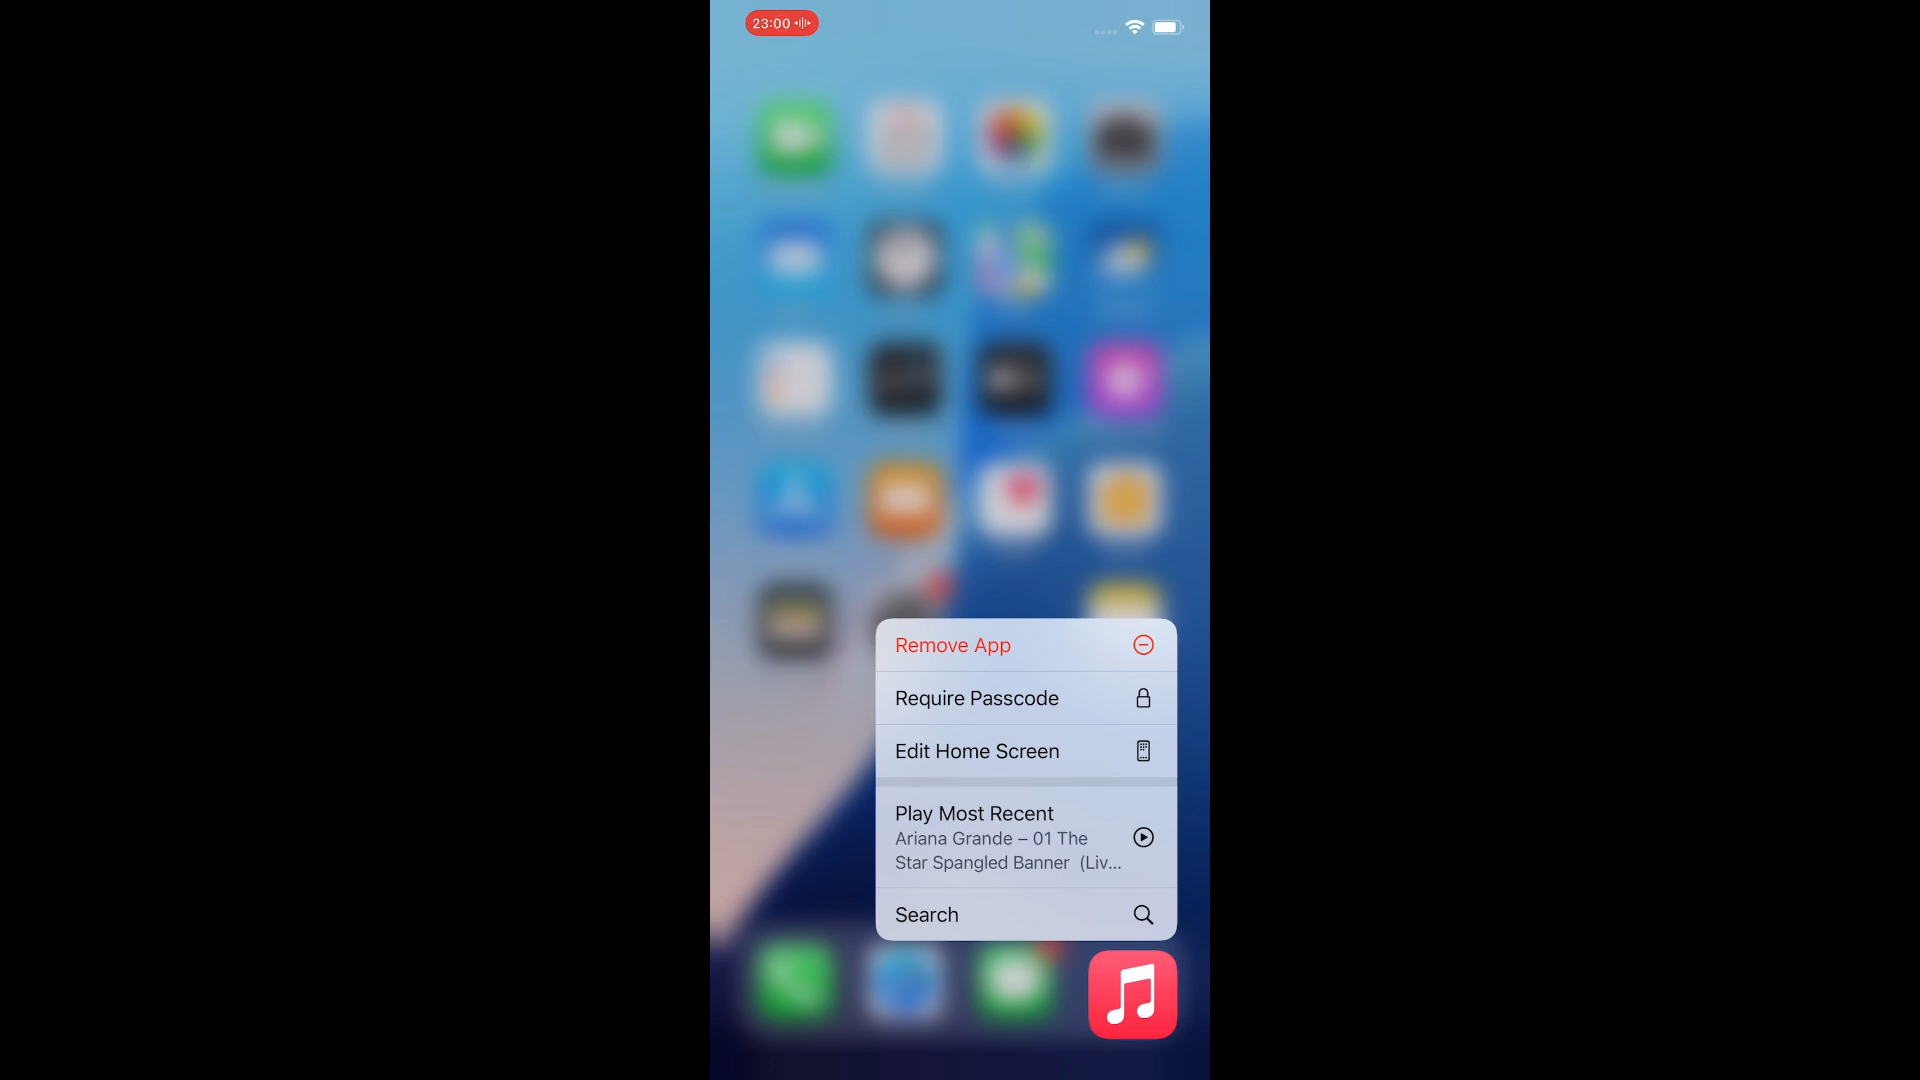 23:00
Remove App
Require Passcode
Edit Home Screen
Play Most Recent
Ariana Grande – 01 The
Star Spangled Banner (Liv...
Search